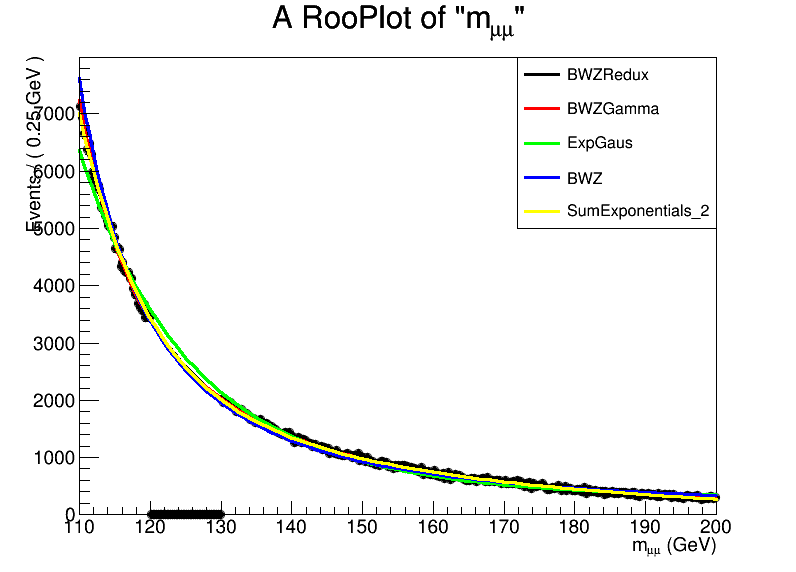 A RooPlot of "mμμ"
Events / ( 0.25 GeV )
7000
6000
5000
4000
3000
2000
1000
0
BWZRedux
BWZGamma
ExpGaus
BWZ
SumExponentials_2
110 120 130 140 150 160 170 180 190 200
mμμ (GeV)